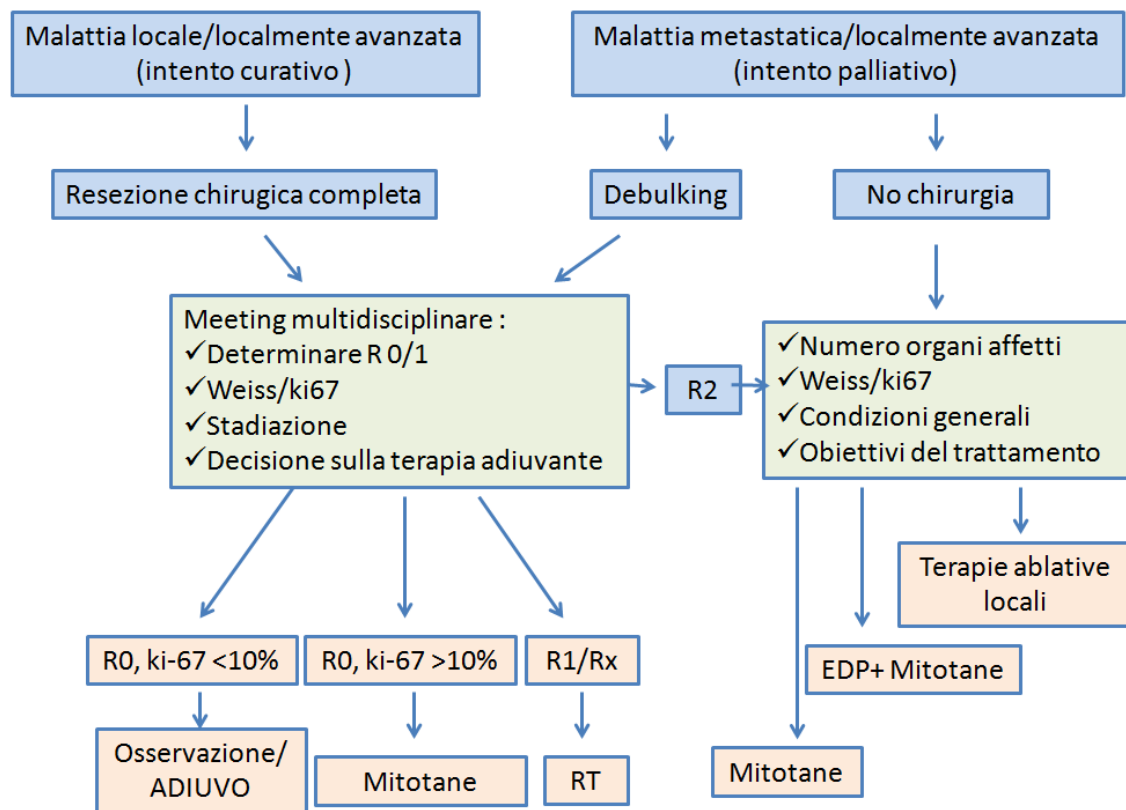 Malattia locale/localmente avanzata
(intento curativo )
Malattia metastatica/localmente avanzata
(intento palliativo)
Resezione chirugica completa
Debulking
No chirurgia
Meeting multidisciplinare :
✓Determinare R 0/1
✓Weiss/ki67
✓Stadiazione
✓Decisione sulla terapia adiuvante
R2
✓Numero organi affetti
✓Weiss/ki67
✓Condizioni generali
✓Obiettivi del trattamento
Terapie ablative
locali
R0, ki-67 <10%
R0, ki-67 >10%
R1/Rx
EDP+ Mitotane
Osservazione/
ADIUVO
Mitotane
RT
Mitotane